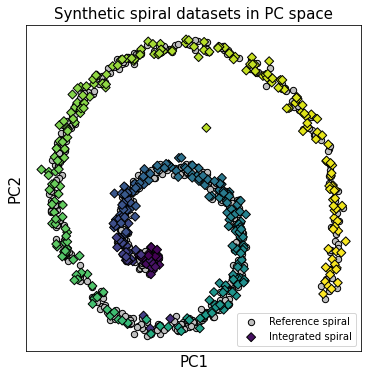 Synthetic spiral datasets in PC space
PC2
Reference spiral
Integrated spiral
PC1